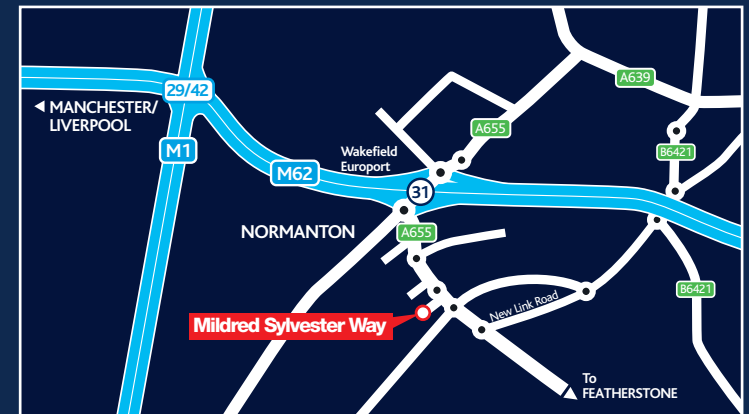 A639
29/42
◄ MANCHESTER/
LIVERPOOL
A655
M1
Wakefield
Europort
B6421
M62
31
NORMANTON
A655
B6421
New Link Road
Mildred Sylvester Way
To
FEATHERSTONE